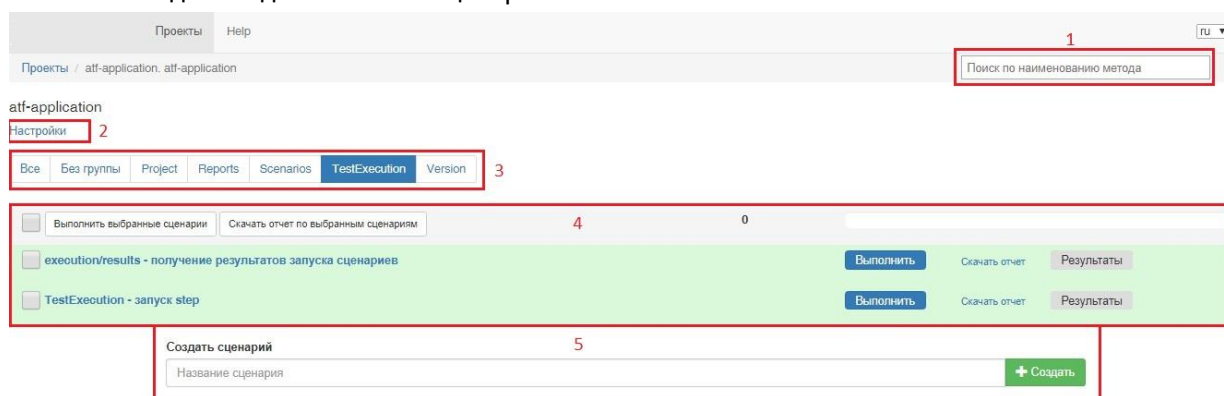 Проекты Help ru
1
Проекты / atf-application. atf-application Поиск по наименованию метода
atf-application
Настройки 2
Все Без группы Project Reports Scenarios TestExecution Version 3
Выполнить выбранные сценарии Скачать отчет по выбранным сценариям 4 0
execution/results - получение результатов запуска сценариев Выполнить Скачать отчет Результаты
TestExecution - запуск step Выполнить Скачать отчет Результаты
Создать сценарий 5
Название сценария + Создать